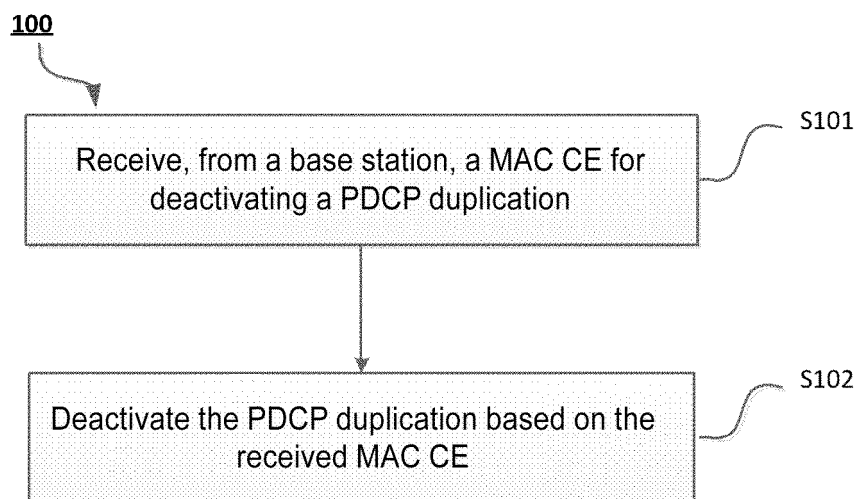 100
S101
Receive, from a base station, a MAC CE for
deactivating a PDCP duplication
S102
Deactivate the PDCP duplication based on the
received MAC CE